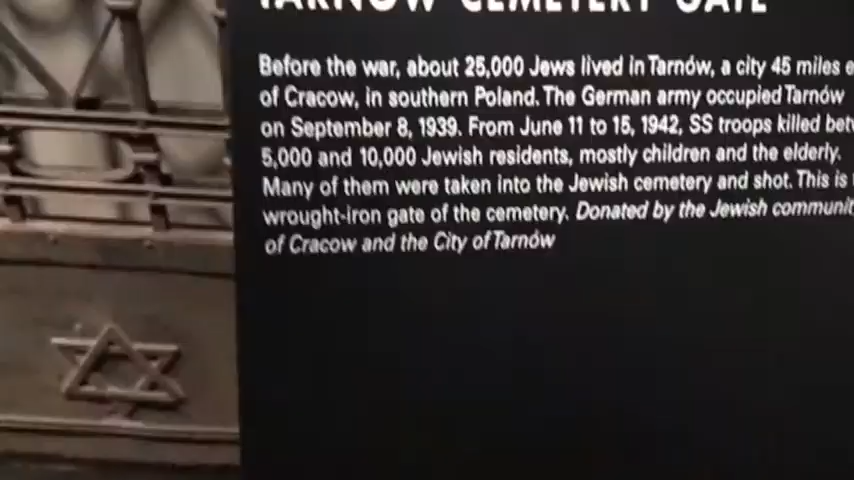 TARNOW CEMETERY GATE
Before the war, about 25,000 Jews lived in Tarnów, a city 45 miles
of Cracow, in southern Poland. The German army occupied Tarnów
on September 8, 1939. From June 11 to 15, 1942, SS troops killed
5,000 and 10,000 Jewish residents, mostly children and the elderly.
Many of them were taken into the Jewish cemetery and shot. This is
wrought-iron gate of the cemetery. Donated by the Jewish
of Cracow and the City of Tarnów